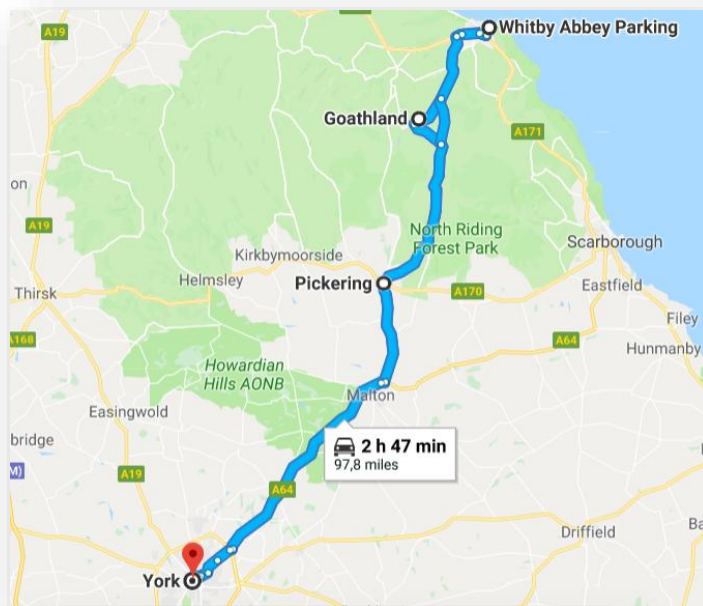 A19
Whitby Abbey Parking
Goathland
A171
on
A19
North Riding
Forest Park
Kirkbymoorside
Scarborough
Helmsley
Pickering
Eastfield
Thirsk
A170
Filey
A168
A64
Hunmanby
Howardian
Hills AONB
Malton
Easingwold
bridge
2 h 47 min
97,8 miles
M)
A19
A64
Driffield
Ba
York